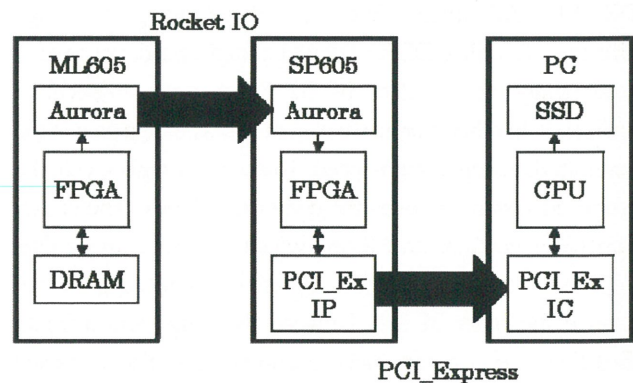 Rocket IO
ML605
Aurora
FPGA
DRAM
SP605
Aurora
FPGA
PCI_Ex
IP
PC
SSD
CPU
PCI_Ex
IC
PCI_Express